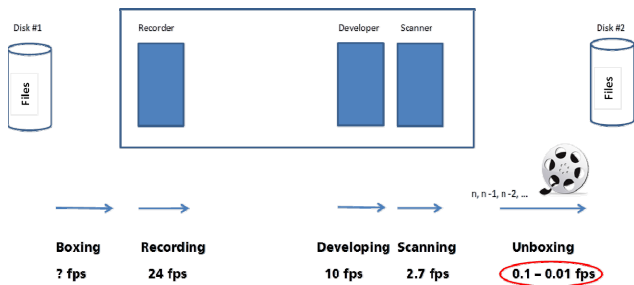 Disk #1
Recorder
Developer
Scanner
Disk #2
Files
Files
n, n-1, n-2, ...
Boxing
Recording
Developing
Scanning
Unboxing
? fps
24 fps
10 fps
2.7 fps
0.1 – 0.01 fps